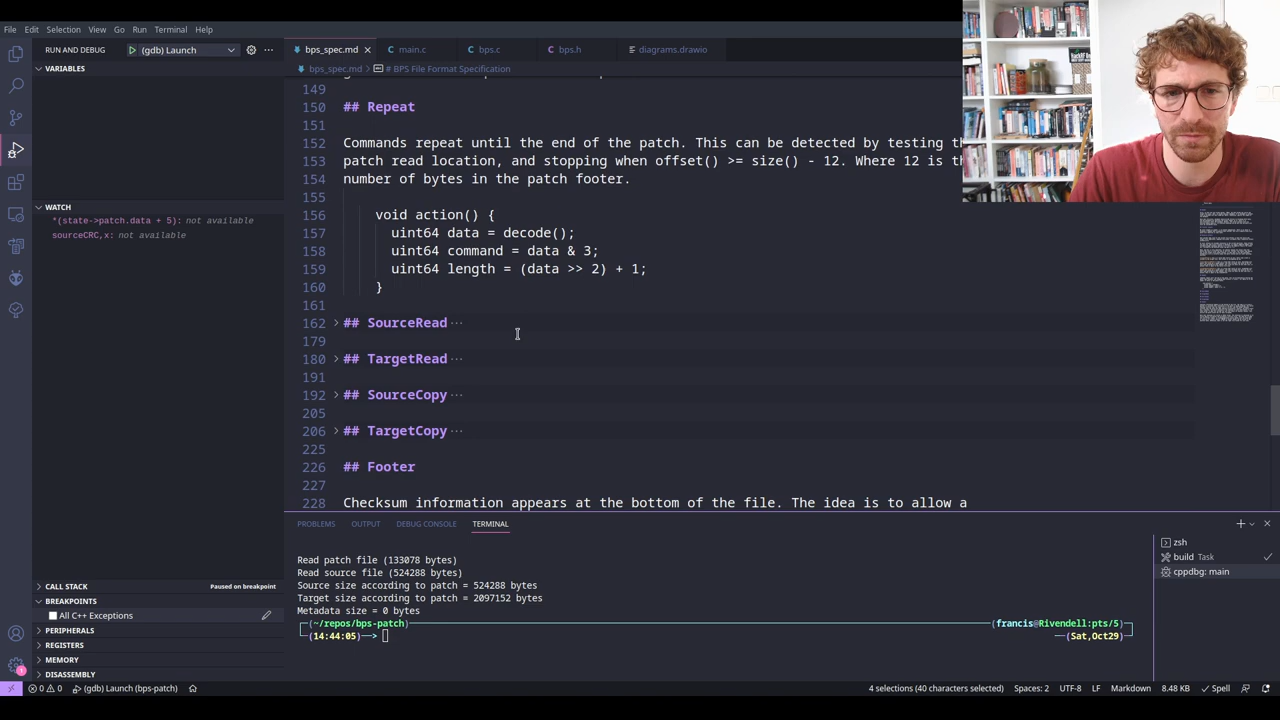 File Edit Selection View Go Run Terminal Help
RUN AND DEBUG (gdb) Launch
bps_spec.md main.c bps.c bps.h diagrams.drawio
bps_spec.md > # BPS File Format Specification
VARIABLES
WATCH
*(state->patch.data + 5): not available
sourceCRC,x: not available
149
150 ## Repeat
151
152 Commands repeat until the end of the patch. This can be detected by testing th
153 patch read location, and stopping when offset() >= size() - 12. Where 12 is th
154 number of bytes in the patch footer.
155
156 void action() {
157 uint64 data = decode();
158 uint64 command = data & 3;
159 uint64 length = (data >> 2) + 1;
160 }
161
162 ## SourceRead ···
179
180 ## TargetRead ···
191
192 ## SourceCopy ···
205
206 ## TargetCopy ···
225
226 ## Footer
227
228 Checksum information appears at the bottom of the file. The idea is to allow a
PROBLEMS OUTPUT DEBUG CONSOLE TERMINAL
Read patch file (133078 bytes)
Read source file (524288 bytes)
Source size according to patch = 524288 bytes
Target size according to patch = 2097152 bytes
Metadata size = 0 bytes
(~/repos/bps-patch) (francis@Rivendell:pts/5)
(14:44:05)—> —(Sat,Oct29)
zsh
build Task
cppdbg: main
CALL STACK Paused on breakpoint
BREAKPOINTS
All C++ Exceptions
PERIPHERALS
REGISTERS
MEMORY
DISASSEMBLY
0 0 (gdb) Launch (bps-patch) 4 selections (40 characters selected) Spaces: 2 UTF-8 LF Markdown 8.48 KB Spell